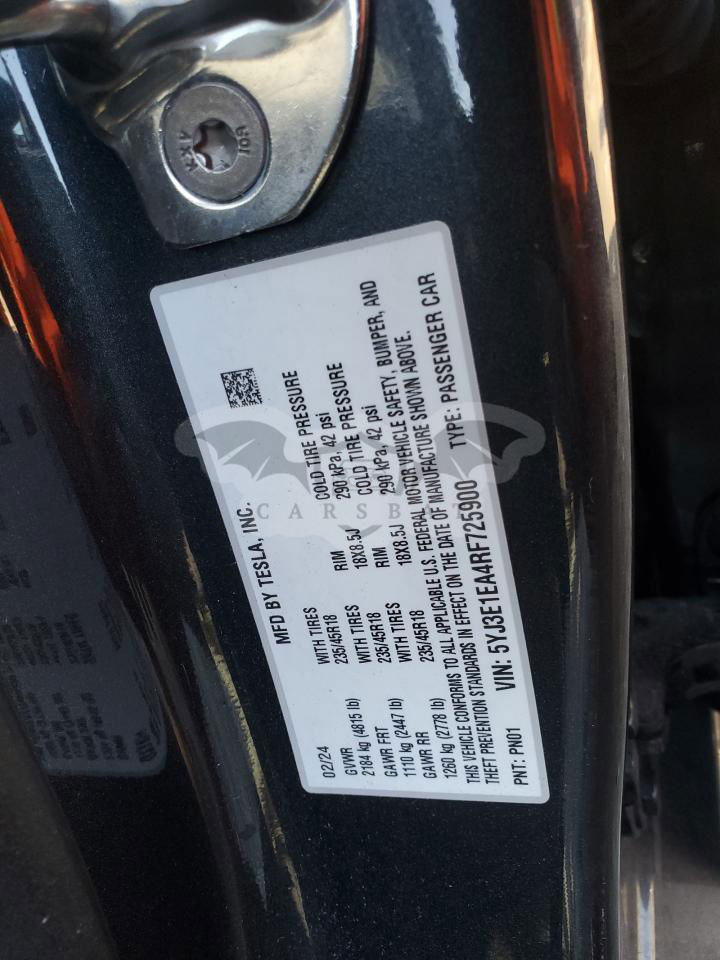 MFD BY TESLA, INC.
02/24
GVWR WITH TIRES RIM COLD TIRE PRESSURE
2184 kg (4815 lb) 235/45R18 18X8.5J 290 kPa, 42 psi
GAWR FRT WITH TIRES RIM COLD TIRE PRESSURE
1110 kg (2447 lb) 235/45R18 18X8.5J 290 kPa, 42 psi
GAWR RR WITH TIRES
1260 kg (2778 lb) 235/45R18
THIS VEHICLE CONFORMS TO ALL APPLICABLE U.S. FEDERAL MOTOR VEHICLE SAFETY, BUMPER, AND
THEFT PREVENTION STANDARDS IN EFFECT ON THE DATE OF MANUFACTURE SHOWN ABOVE.
VIN: 5YJ3E1EA4RF725900 TYPE: PASSENGER CAR
PNT: PN01
CARSBAT